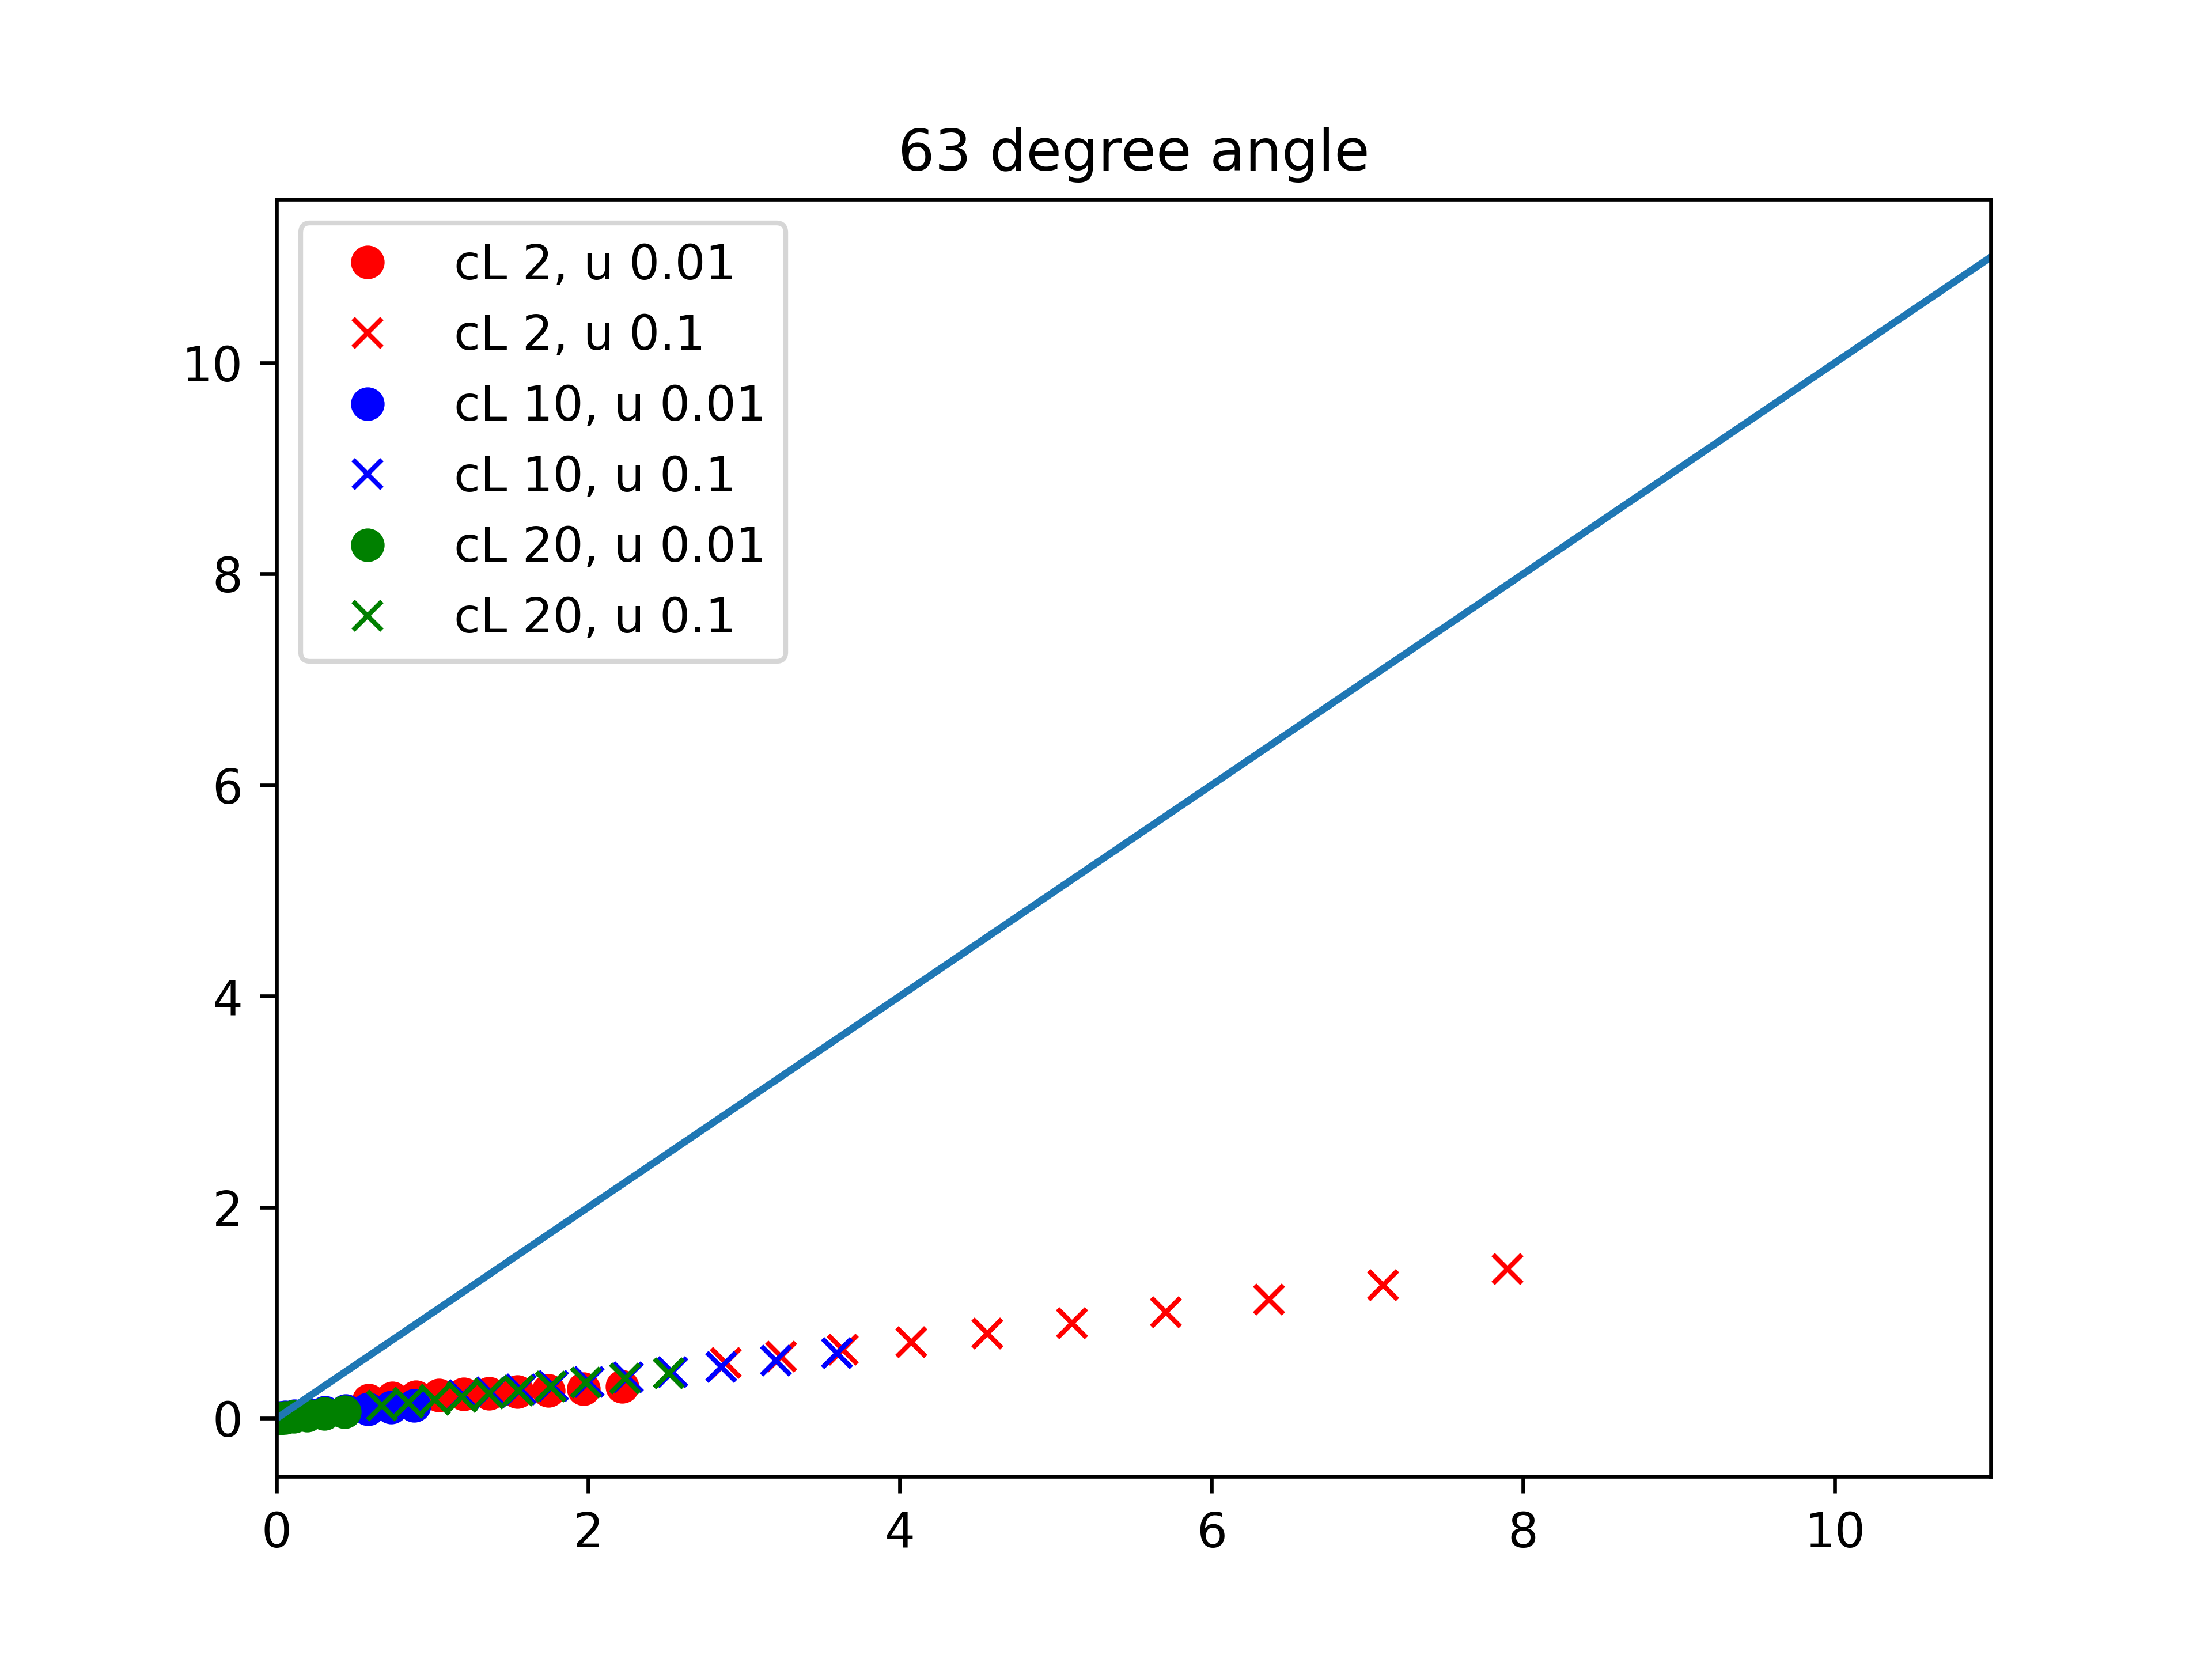 63 degree angle
cL 2, u 0.01
cL 2, u 0.1
cL 10, u 0.01
cL 10, u 0.1
cL 20, u 0.01
cL 20, u 0.1
10
8
6
4
2
0
0 2 4 6 8 10